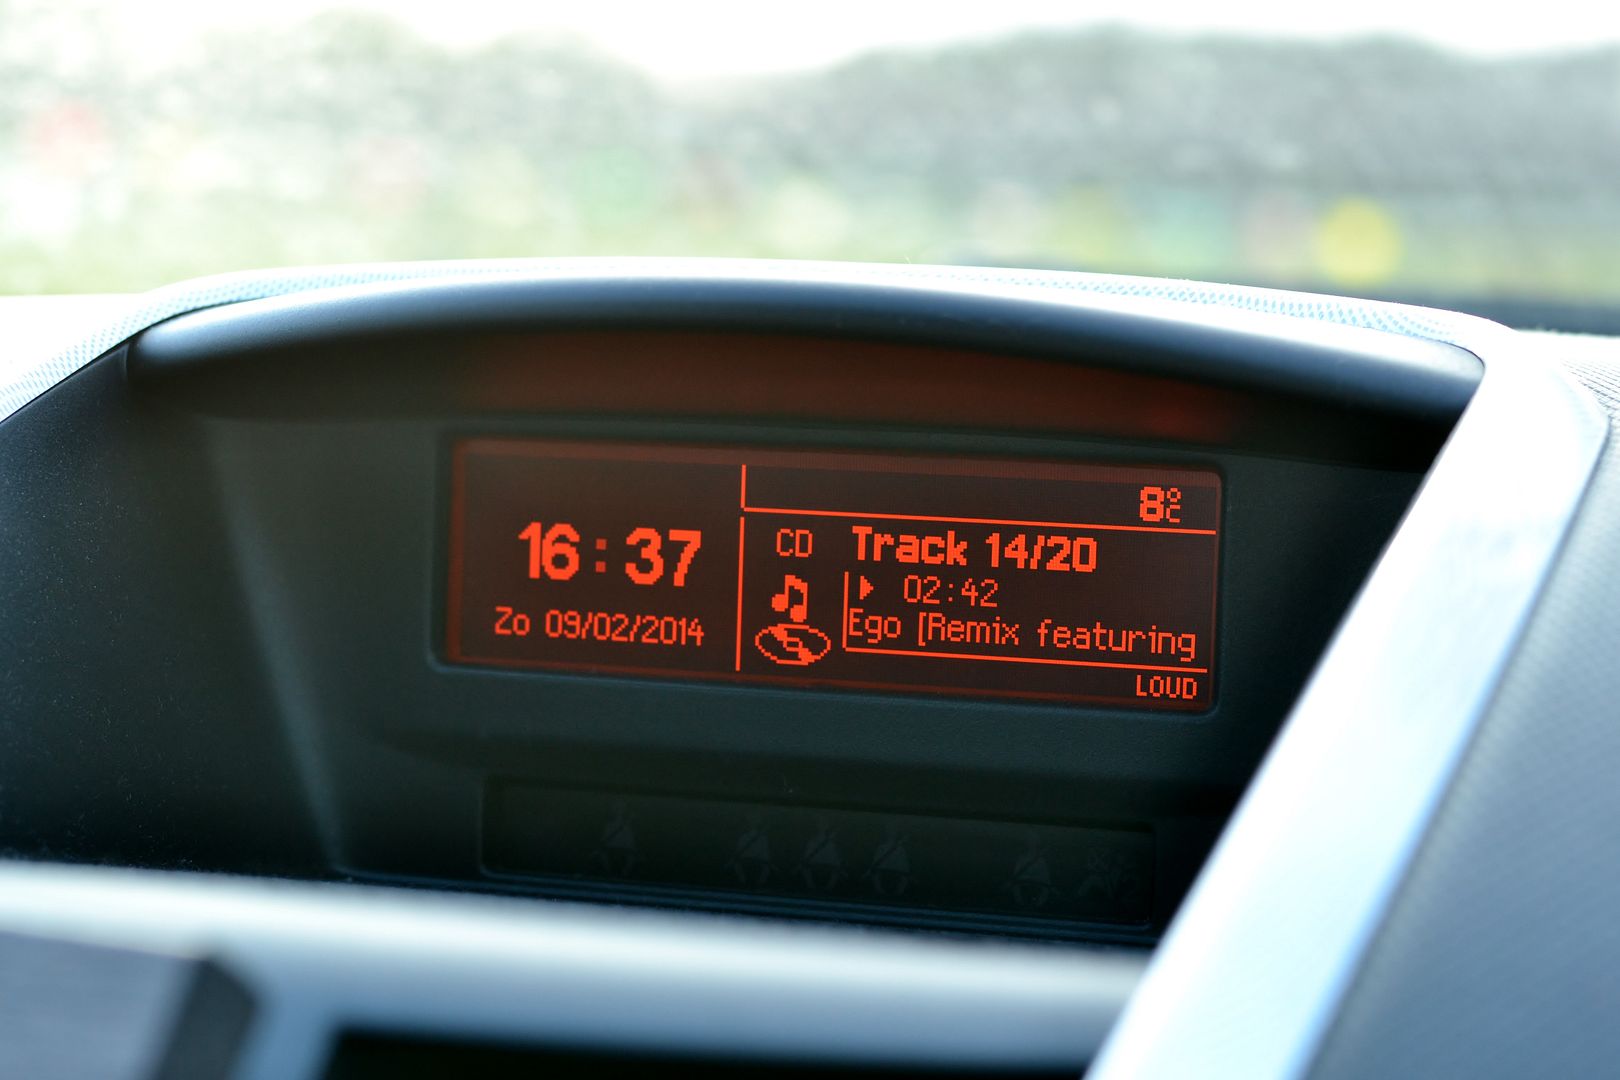 16:37
Zo 09/02/2014
8°C
CD
Track 14/20
02:42
Ego [Remix featuring
LOUD